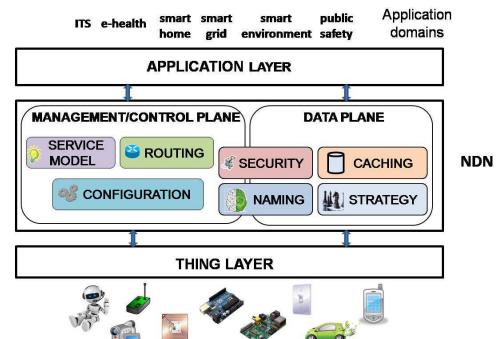 ITS e-health smart home smart grid smart environment public safety Application domains
APPLICATION LAYER
MANAGEMENT/CONTROL PLANE
DATA PLANE
SERVICE MODEL
ROUTING
SECURITY
CACHING
CONFIGURATION
NAMING
STRATEGY
NDN
THING LAYER